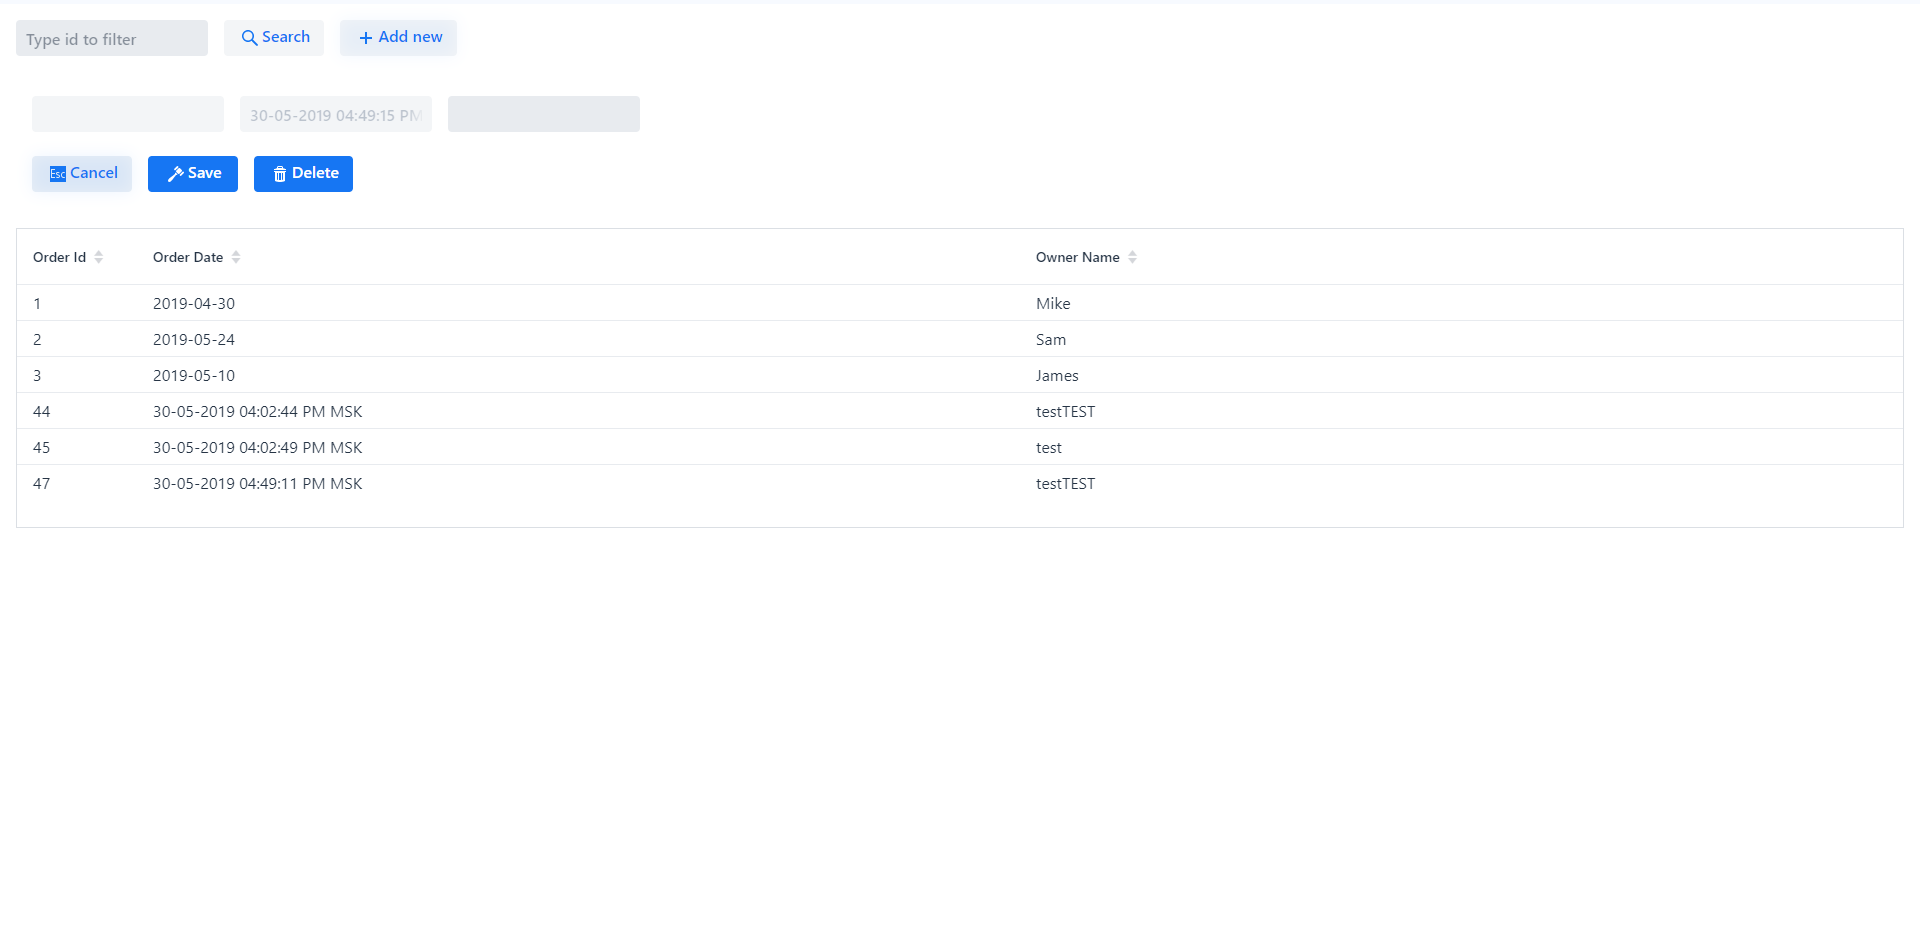 Type id to filter Search Add new
30-05-2019 04:49:15 PM
Esc Cancel Save Delete
Order Id Order Date Owner Name
1 2019-04-30 Mike
2 2019-05-24 Sam
3 2019-05-10 James
44 30-05-2019 04:02:44 PM MSK testTEST
45 30-05-2019 04:02:49 PM MSK test
47 30-05-2019 04:49:11 PM MSK testTEST